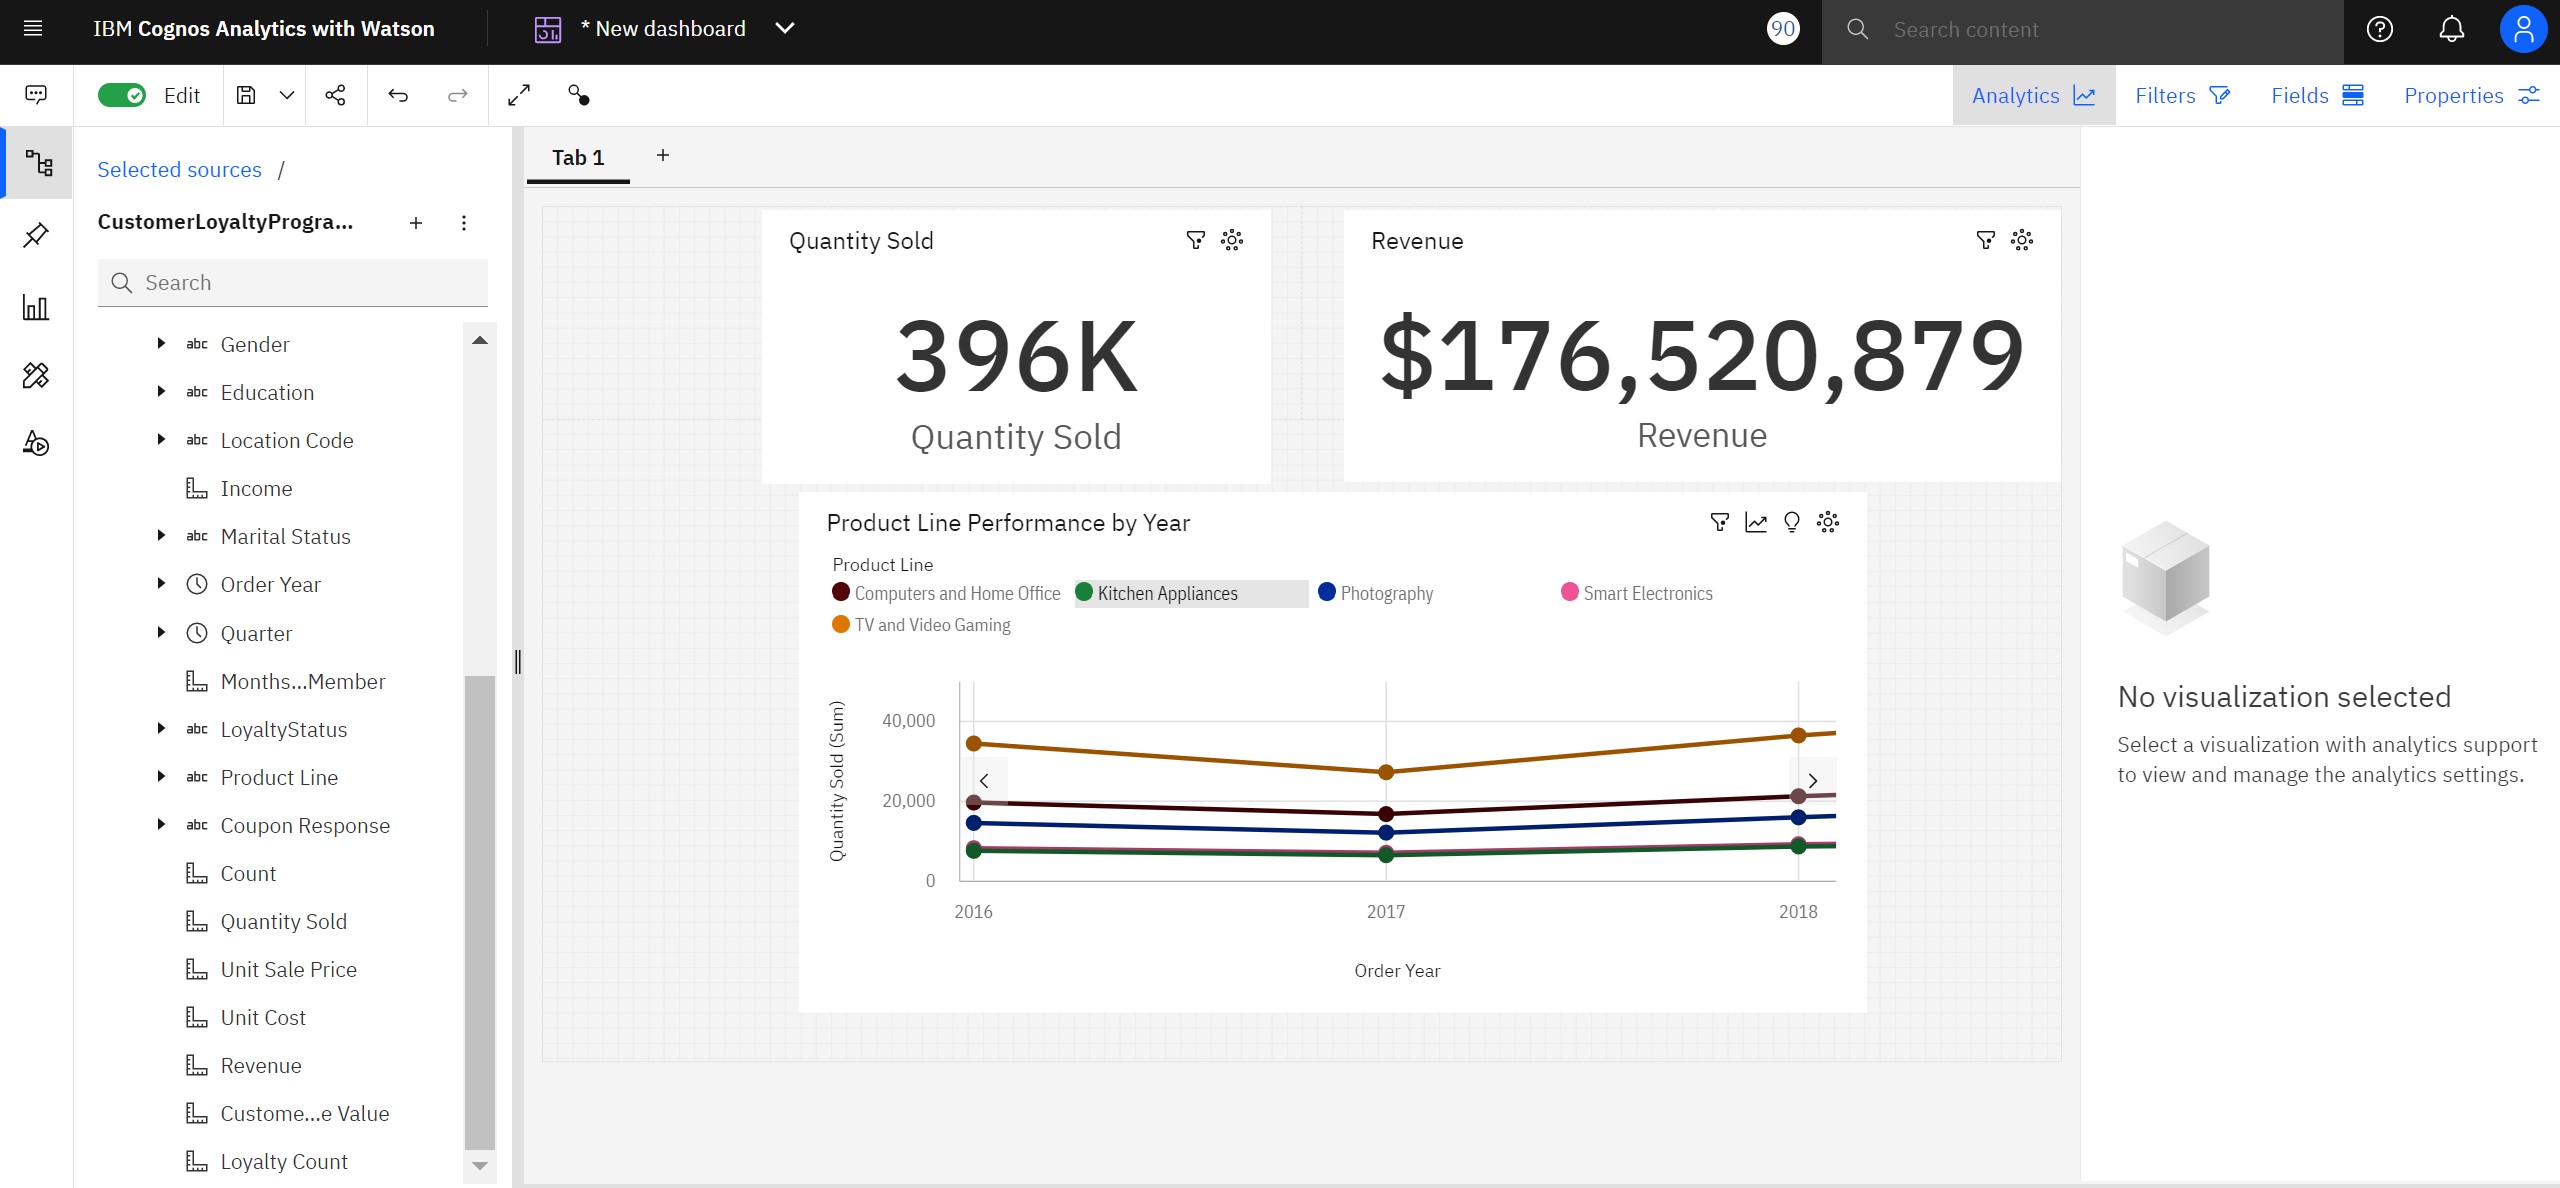 IBM Cognos Analytics with Watson
* New dashboard
90
Search content
Edit
Analytics
Filters
Fields
Properties
Selected sources /
CustomerLoyaltyProgra...
Search
abc Gender
abc Education
abc Location Code
Income
abc Marital Status
Order Year
Quarter
Months...Member
abc LoyaltyStatus
abc Product Line
abc Coupon Response
Count
Quantity Sold
Unit Sale Price
Unit Cost
Revenue
Custome...e Value
Loyalty Count
Tab 1
Quantity Sold
396K
Quantity Sold
Revenue
$176,520,879
Revenue
Product Line Performance by Year
Product Line
Computers and Home Office
Kitchen Appliances
Photography
Smart Electronics
TV and Video Gaming
Quantity Sold (Sum)
40,000
20,000
0
2016
2017
2018
Order Year
No visualization selected
Select a visualization with analytics support
to view and manage the analytics settings.